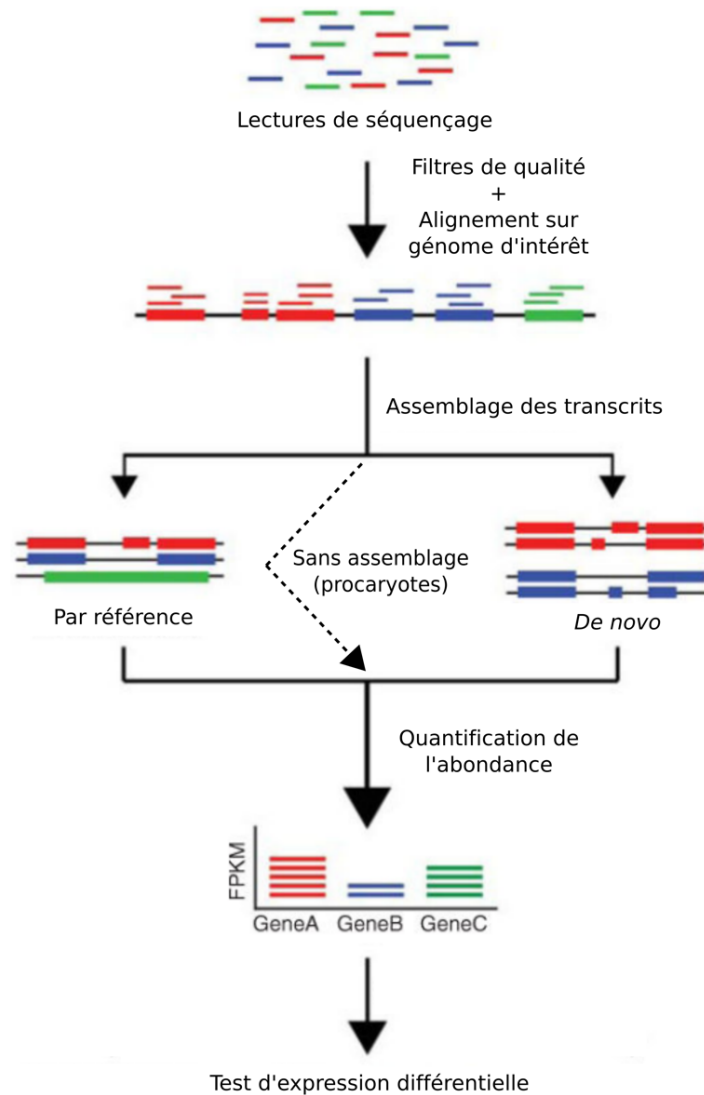 Lectures de séquençage
Filtres de qualité
+
Alignement sur
génome d'intérêt
Assemblage des transcrits
Sans assemblage
(procaryotes)
Par référence
De novo
Quantification de
l'abondance
FPKM
GeneA GeneB GeneC
Test d'expression différentielle